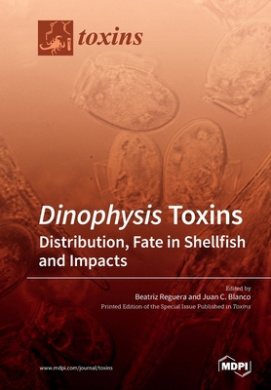 toxins
Dinophysis Toxins
Distribution, Fate in Shellfish
and Impacts
Edited by
Beatriz Reguera and Juan C. Blanco
Printed Edition of the Special Issue Published in Toxins
www.mdpi.com/journal/toxins
MDPI